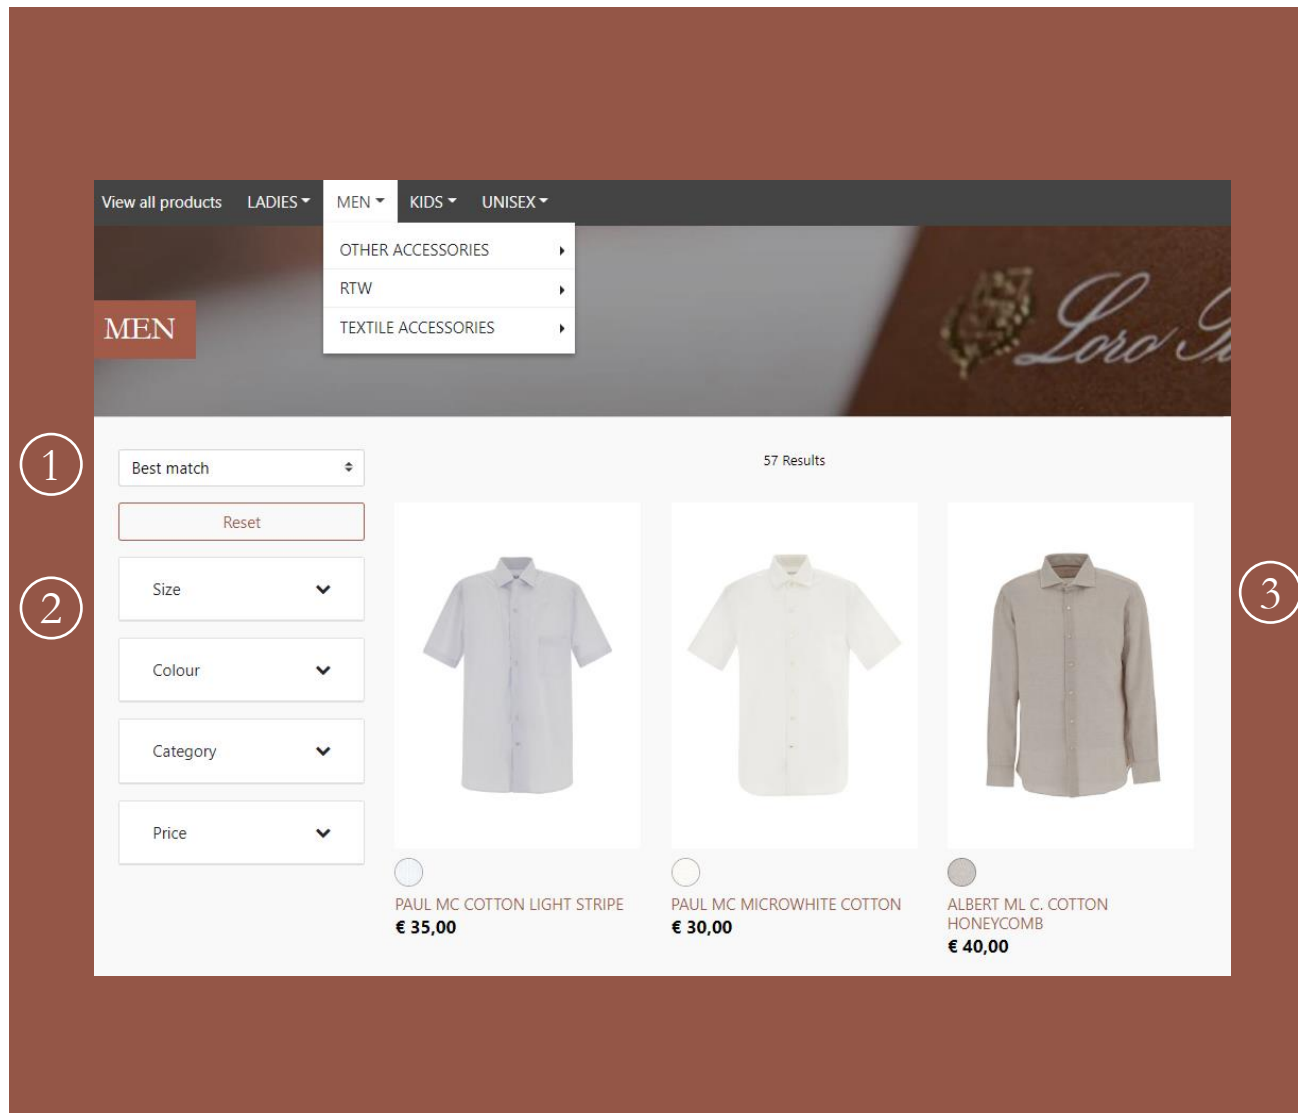 View all products LADIES MEN KIDS UNISEX
OTHER ACCESSORIES
RTW
TEXTILE ACCESSORIES
MEN
Loro
1
Best match
57 Results
Reset
2
Size
3
Colour
Category
Price
PAUL MC COTTON LIGHT STRIPE
€ 35,00
PAUL MC MICROWHITE COTTON
€ 30,00
ALBERT ML C. COTTON
HONEYCOMB
€ 40,00